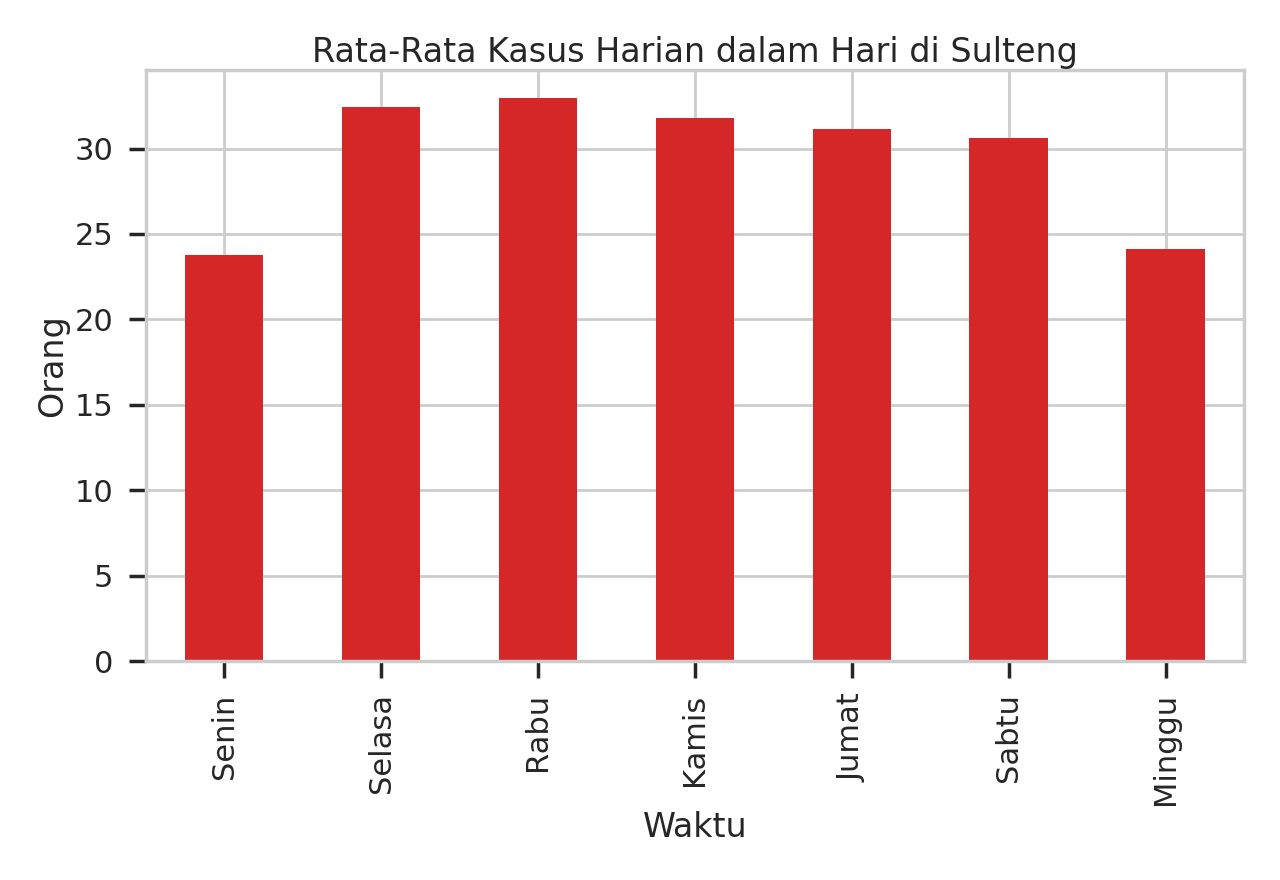 Rata-Rata Kasus Harian dalam Hari di Sulteng
Orang
30
25
20
15
10
5
0
Senin
Selasa
Rabu
Kamis
Jumat
Sabtu
Minggu
Waktu